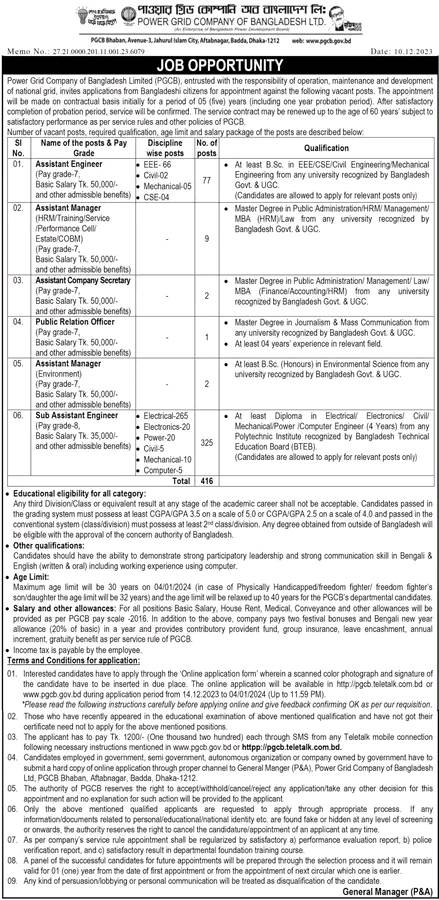 পাওয়ার গ্রিড কোম্পানি অব বাংলাদেশ লিঃ
POWER GRID COMPANY OF BANGLADESH LTD.
(An Enterprise of Bangladesh Power Development Board)
PGCB Bhaban, Avenue-3, Jahurul Islam City, Aftabnagar, Badda, Dhaka-1212 web: www.pgcb.gov.bd
Memo No.: 27.21.0000.201.11.001.23.6079 Date: 10.12.2023
JOB OPPORTUNITY
Power Grid Company of Bangladesh Limited (PGCB), entrusted with the responsibility of operation, maintenance and development
of national grid, invites applications from Bangladeshi citizens for appointment against the following vacant posts. The appointment
will be made on contractual basis initially for a period of 05 (five) years (including one year probation period). After satisfactory
completion of probation period, service will be confirmed. The service contract may be renewed up to the age of 60 years' subject to
satisfactory performance as per service rules and other policies of PGCB.
Number of vacant posts, required qualification, age limit and salary package of the posts are described below:
Sl No. Name of the posts & Pay Grade Discipline wise posts No. of posts Qualification
01. Assistant Engineer
(Pay grade-7,
Basic Salary Tk. 50,000/-
and other admissible benefits)
• EEE- 66
• Civil-02
• Mechanical-05
• CSE-04
77
• At least B.Sc. in EEE/CSE/Civil Engineering/Mechanical
Engineering from any university recognized by Bangladesh
Govt. & UGC.
(Candidates are allowed to apply for relevant posts only)
02. Assistant Manager
(HRM/Training/Service
/Performance Cell/
Estate/COBM)
(Pay grade-7,
Basic Salary Tk. 50,000/-
and other admissible benefits)
-
9
• Master Degree in Public Administration/HRM/ Management/
MBA (HRM)/Law from any university recognized by
Bangladesh Govt. & UGC.
03. Assistant Company Secretary
(Pay grade-7,
Basic Salary Tk. 50,000/-
and other admissible benefits)
-
2
• Master Degree in Public Administration/ Management/ Law/
MBA (Finance/Accounting/HRM) from any university
recognized by Bangladesh Govt. & UGC.
04. Public Relation Officer
(Pay grade-7,
Basic Salary Tk. 50,000/-
and other admissible benefits)
-
1
• Master Degree in Journalism & Mass Communication from
any university recognized by Bangladesh Govt. & UGC.
• At least 04 years' experience in relevant field.
05. Assistant Manager
(Environment)
(Pay grade-7,
Basic Salary Tk. 50,000/-
and other admissible benefits)
-
2
• At least B.Sc. (Honours) in Environmental Science from any
university recognized by Bangladesh Govt. & UGC.
06. Sub Assistant Engineer
(Pay grade-8,
Basic Salary Tk. 35,000/-
and other admissible benefits)
• Electrical-265
• Electronics-20
• Power-20
• Civil-5
• Mechanical-10
• Computer-5
325
• At least Diploma in Electrical/ Electronics/ Civil/
Mechanical/Power /Computer Engineer (4 Years) from any
Polytechnic Institute recognized by Bangladesh Technical
Education Board (BTEB).
(Candidates are allowed to apply for relevant posts only)
Total 416
• Educational eligibility for all category:
Any third Division/Class or equivalent result at any stage of the academic career shall not be acceptable. Candidates passed in
the grading system must possess at least CGPA/GPA 3.5 on a scale of 5.0 or CGPA/GPA 2.5 on a scale of 4.0 and passed in the
conventional system (class/division) must possess at least 2nd class/division. Any degree obtained from outside of Bangladesh will
be eligible with the approval of the concern authority of Bangladesh.
• Other qualifications:
Candidates should have the ability to demonstrate strong participatory leadership and strong communication skill in Bengali &
English (written & oral) including working experience using computer.
• Age Limit:
Maximum age limit will be 30 years on 04/01/2024 (in case of Physically Handicapped/freedom fighter/ freedom fighter's
son/daughter the age limit will be 32 years) and the age limit will be relaxed up to 40 years for the PGCB's departmental candidates.
• Salary and other allowances: For all positions Basic Salary, House Rent, Medical, Conveyance and other allowances will be
provided as per PGCB pay scale -2016. In addition to the above, company pays two festival bonuses and Bengali new year
allowance (20% of basic) in a year and provides contributory provident fund, group insurance, leave encashment, annual
increment, gratuity benefit as per service rule of PGCB.
• Income tax is payable by the employee.
Terms and Conditions for application:
01. Interested candidates have to apply through the 'Online application form' wherein a scanned color photograph and signature of
the candidate have to be inserted in due place. The online application will be available in http://pgcb.teletalk.com.bd or
www.pgcb.gov.bd during application period from 14.12.2023 to 04/01/2024 (Up to 11.59 PM).
*Please read the following instructions carefully before applying online and give feedback confirming OK as per our requisition.
02. Those who have recently appeared in the educational examination of above mentioned qualification and have not got their
certificate need not to apply for the above mentioned positions.
03. The applicant has to pay Tk. 1200/- (One thousand two hundred) each through SMS from any Teletalk mobile connection
following necessary instructions mentioned in www.pgcb.gov.bd or htpp://pgcb.teletalk.com.bd.
04. Candidates employed in government, semi government, autonomous organization or company owned by government have to
submit a hard copy of online application through proper channel to General Manger (P&A), Power Grid Company of Bangladesh
Ltd, PGCB Bhaban, Aftabnagar, Badda, Dhaka-1212.
05. The authority of PGCB reserves the right to accept/withhold/cancel/reject any application/take any other decision for this
appointment and no explanation for such action will be provided to the applicant.
06. Only the above mentioned qualified applicants are requested to apply through appropriate process. If any
information/documents related to personal/educational/national identity etc. are found fake or hidden at any level of screening
or onwards, the authority reserves the right to cancel the candidature/appointment of an applicant at any time.
07. As per company's service rule appointment shall be regularized by satisfactory a) performance evaluation report, b) police
verification report, and c) satisfactory result in departmental foundation training course.
08. A panel of the successful candidates for future appointments will be prepared through the selection process and it will remain
valid for 01 (one) year from the date of first appointment or from the appointment of next circular which one is earlier.
09. Any kind of persuasion/lobbying or personal communication will be treated as disqualification of the candidate.
General Manager (P&A)